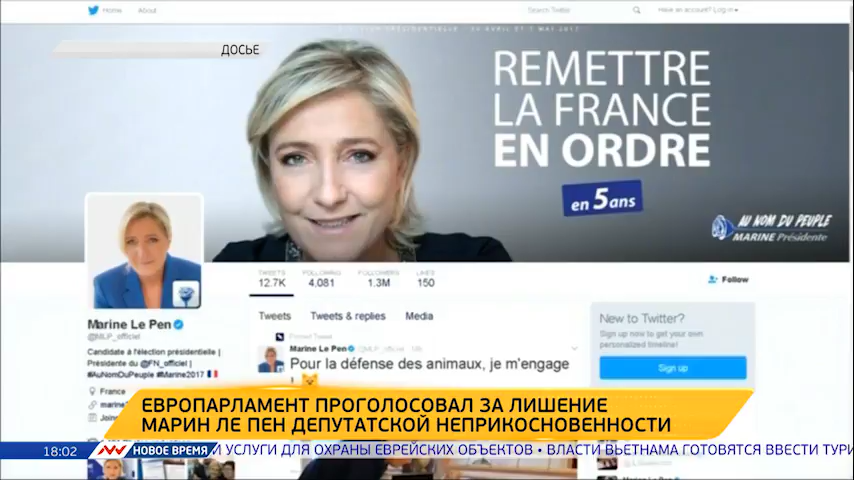 Home About
Search Twitter
Have an account? Log in
ДОСЬЕ
REMETTRE
LA FRANCE
EN ORDRE
en 5 ans
AU NOM DU PEUPLE
MARINE Présidente
TWEETS FOLLOWING FOLLOWERS LIKES
12.7K 4,081 1.3M 150
Follow
Marine Le Pen
@MLP_officiel
Candidate à l'élection présidentielle |
Présidente du @FN_officiel |
#AuNomDuPeuple #Marine2017
France
Tweets Tweets & replies Media
Pinned Tweet
Marine Le Pen @MLP_officiel
Pour la défense des animaux, je m'engage
!
New to Twitter?
Sign up now to get your own
personalized timeline!
Sign up
ЕВРОПАРЛАМЕНТ ПРОГОЛОСОВАЛ ЗА ЛИШЕНИЕ
МАРИН ЛЕ ПЕН ДЕПУТАТСКОЙ НЕПРИКОСНОВЕННОСТИ
18:02 НОВОЕ ВРЕМЯ Й УСЛУГИ ДЛЯ ОХРАНЫ ЕВРЕЙСКИХ ОБЪЕКТОВ • ВЛАСТИ ВЬЕТНАМА ГОТОВЯТСЯ ВВЕСТИ ТУРИ